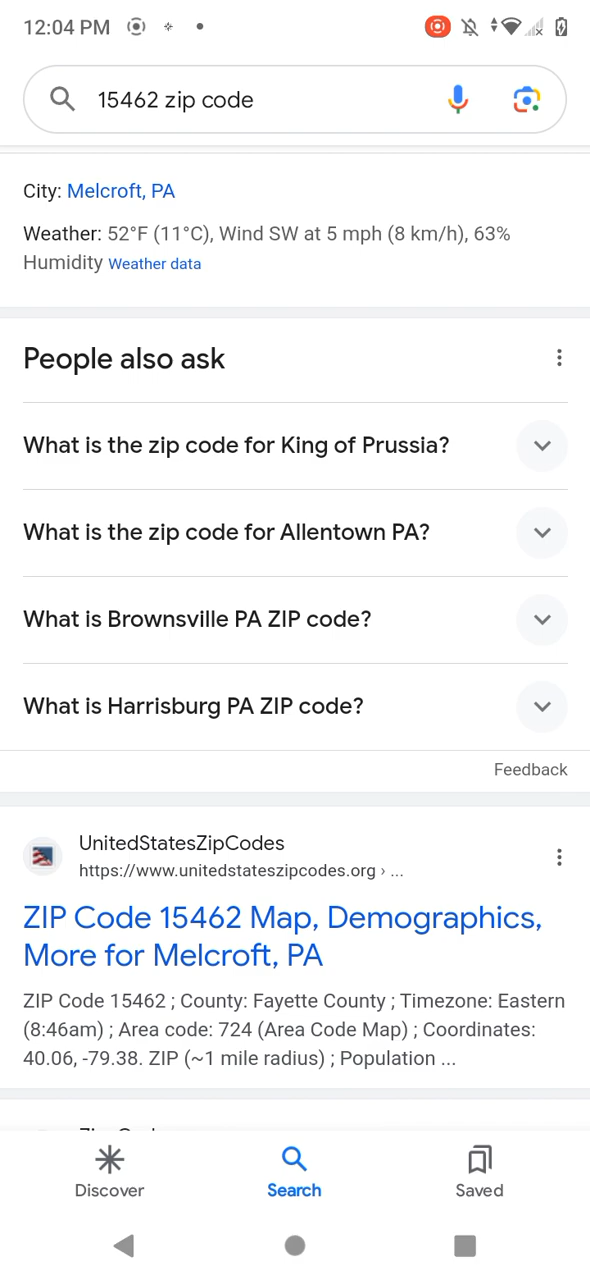 12:04 PM
15462 zip code
City: Melcroft, PA
Weather: 52°F (11°C), Wind SW at 5 mph (8 km/h), 63%
Humidity Weather data
People also ask
What is the zip code for King of Prussia?
What is the zip code for Allentown PA?
What is Brownsville PA ZIP code?
What is Harrisburg PA ZIP code?
Feedback
UnitedStatesZipCodes
https://www.unitedstateszipcodes.org › ...
ZIP Code 15462 Map, Demographics,
More for Melcroft, PA
ZIP Code 15462 ; County: Fayette County ; Timezone: Eastern
(8:46am) ; Area code: 724 (Area Code Map) ; Coordinates:
40.06, -79.38. ZIP (~1 mile radius) ; Population ...
Discover
Search
Saved